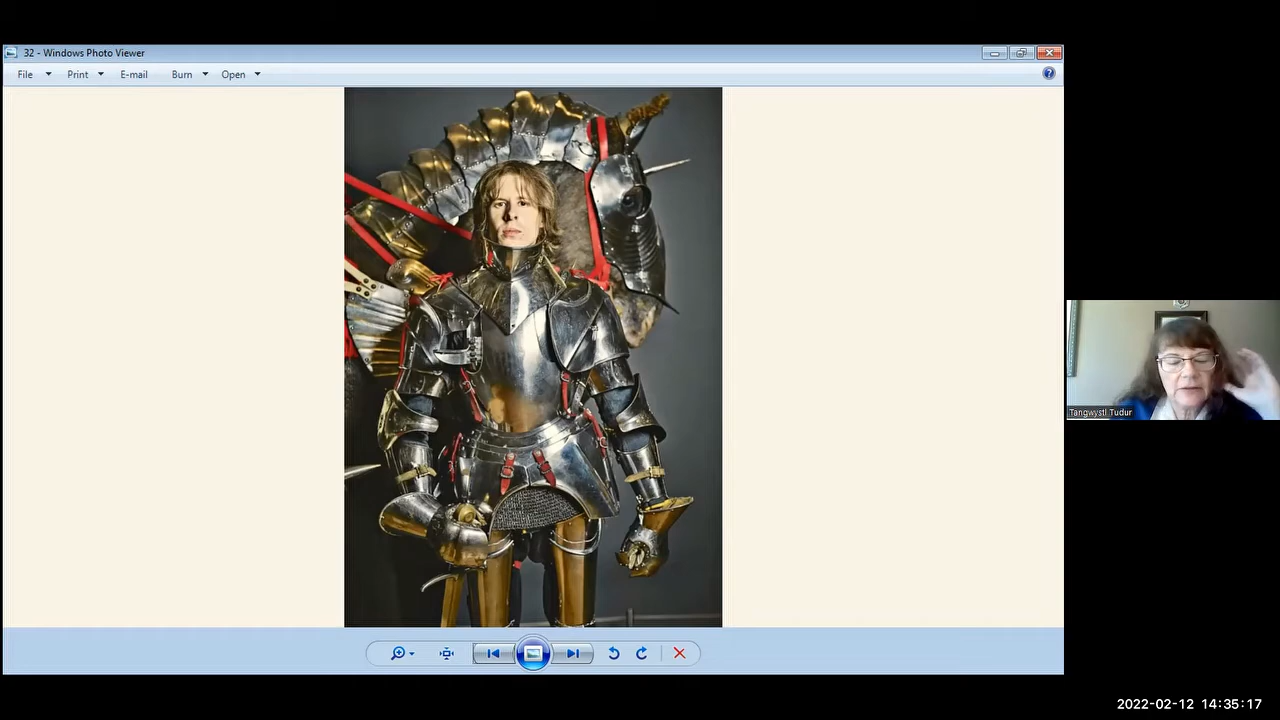 32 - Windows Photo Viewer
File Print E-mail Burn Open
Tangwystl Tudur
2022-02-12 14:35:17